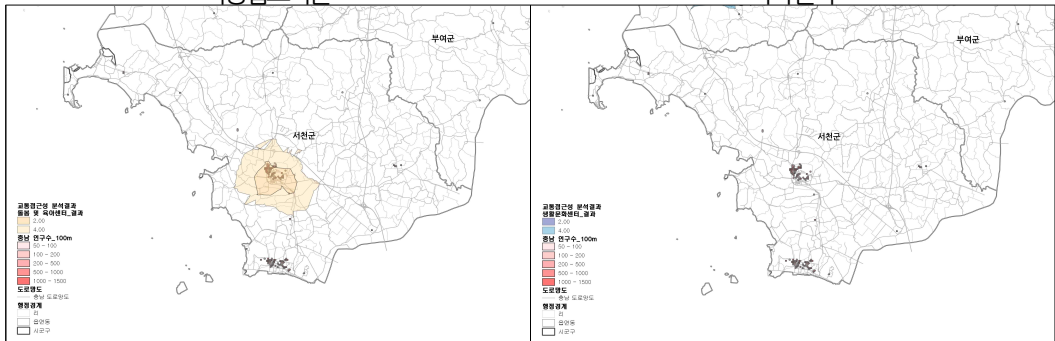 부여군
서천군
교통접근성 분석결과
돌봄 및 육아센터_결과
2.00
4.00
충남 인구수_100m
50 - 100
100 - 200
200 - 500
500 - 1000
1000 - 1500
도로망도
충남 도로망도
행정경계
리
읍면동
시군구
부여군
서천군
교통접근성 분석결과
생활문화센터_결과
2.00
4.00
충남 인구수_100m
50 - 100
100 - 200
200 - 500
500 - 1000
1000 - 1500
도로망도
충남 도로망도
행정경계
리
읍면동
시군구